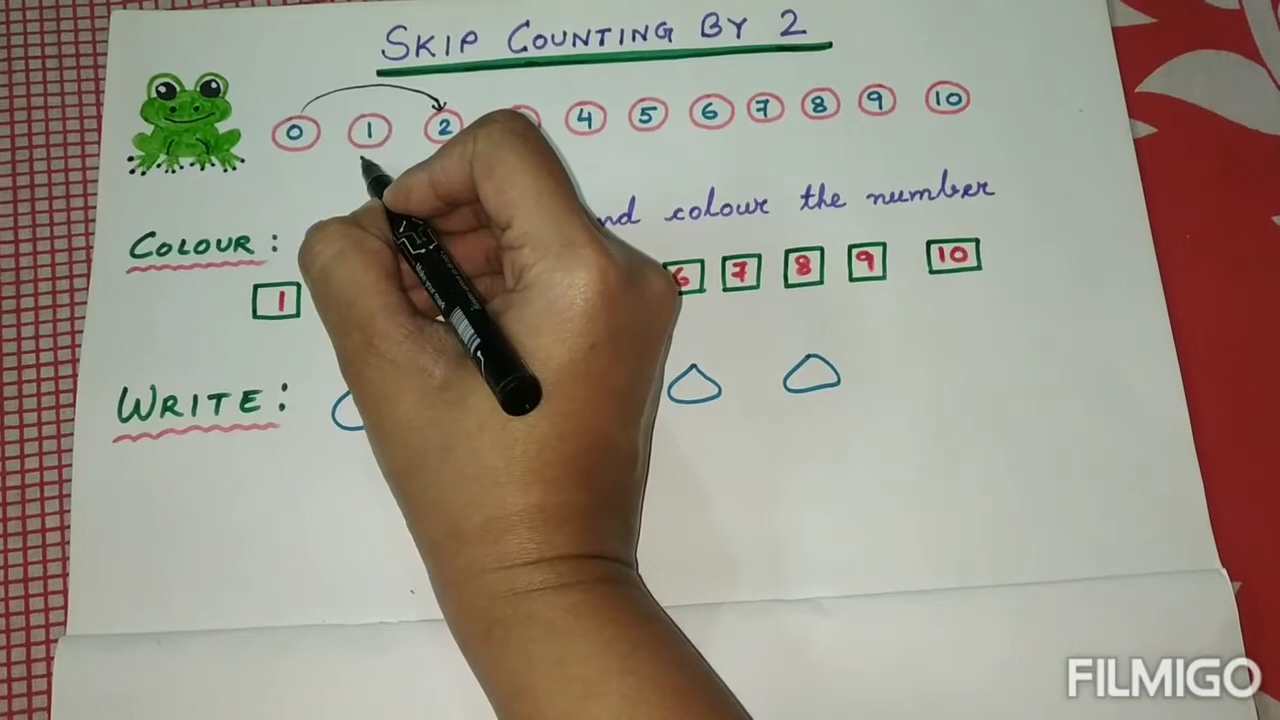 SKIP COUNTING BY 2
0 1 2 4 5 6 7 8 9 10
colour the number
COLOUR:
1 6 7 8 9 10
WRITE:
FILMIGO